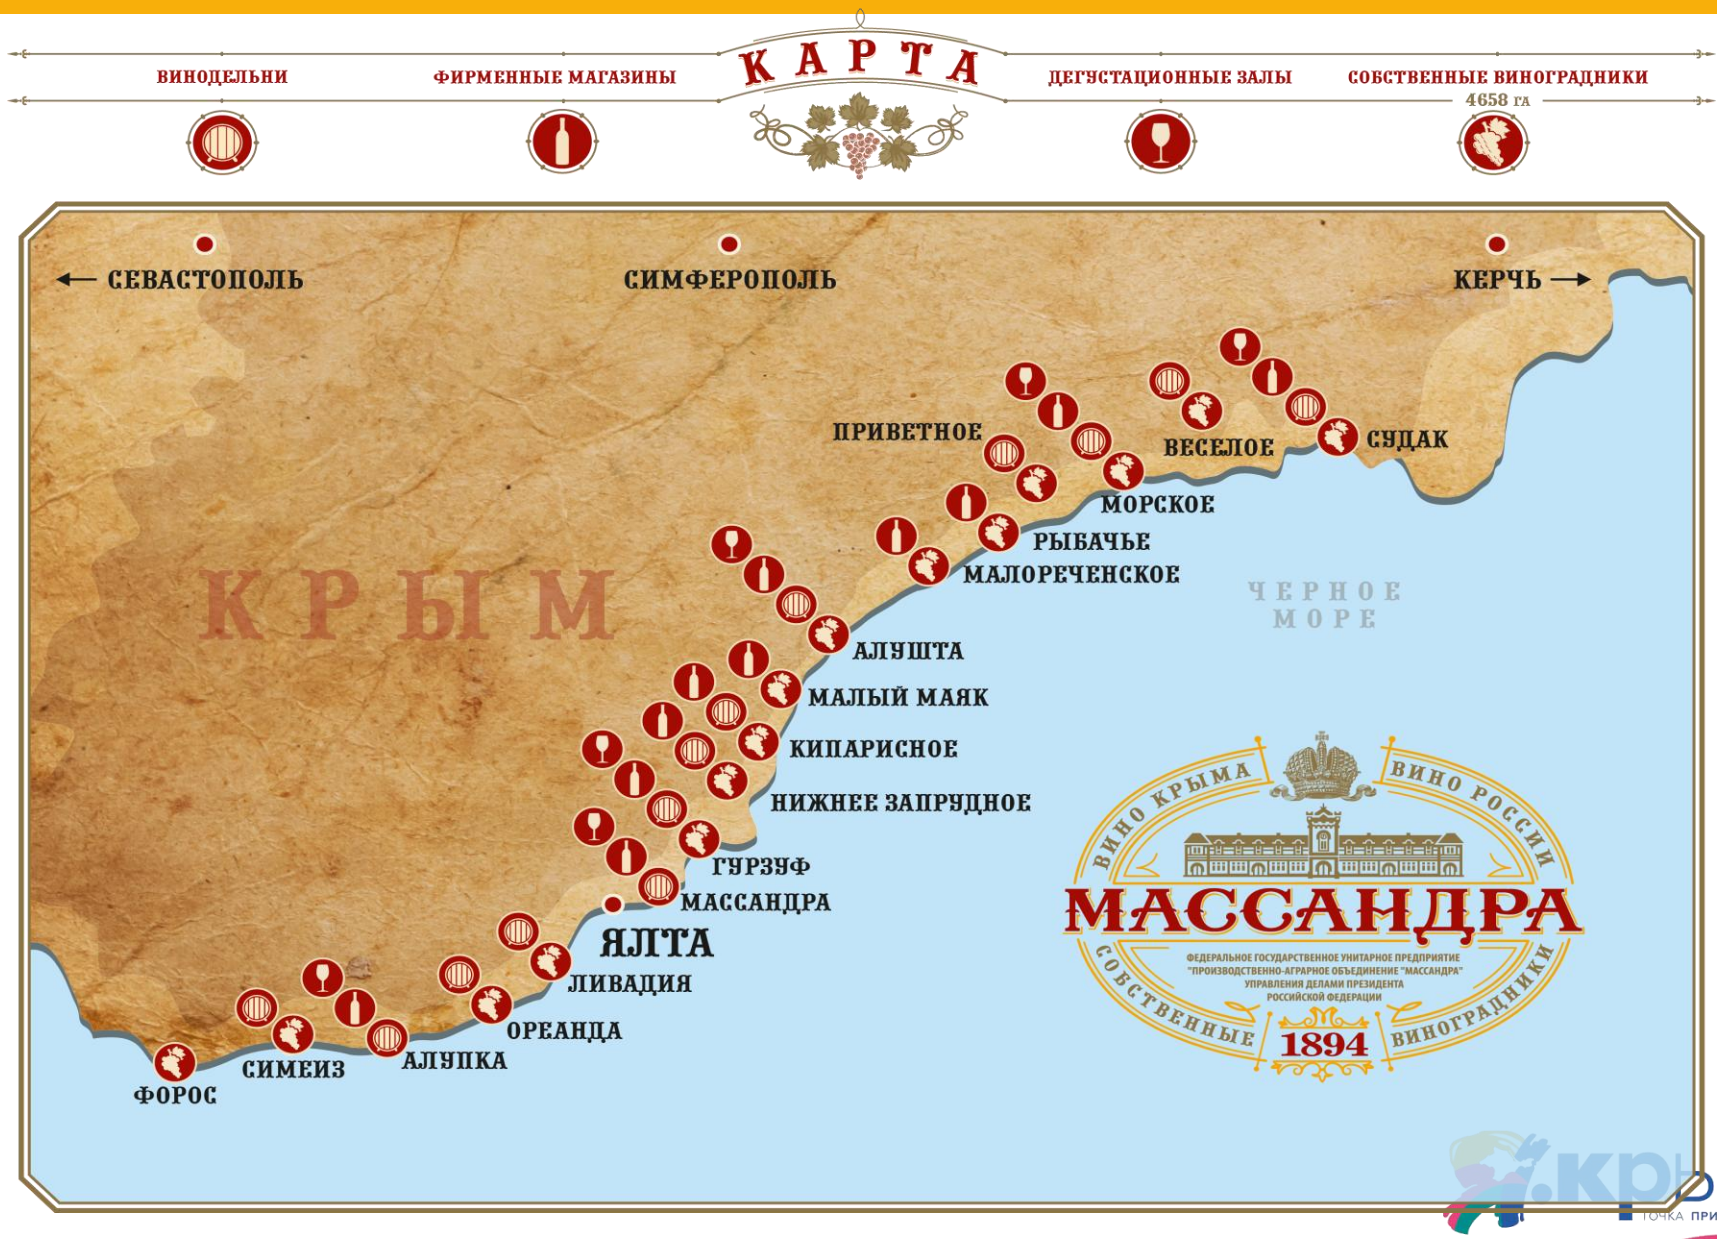 КАРТА
ВИНОДЕЛЬНИ
ФИРМЕННЫЕ МАГАЗИНЫ
ДЕГУСТАЦИОННЫЕ ЗАЛЫ
СОБСТВЕННЫЕ ВИНОГРАДНИКИ
4658 ГА
СЕВАСТОПОЛЬ
СИМФЕРОПОЛЬ
КЕРЧЬ
ПРИВЕТНОЕ
ВЕСЕЛОЕ
СУДАК
МОРСКОЕ
РЫБАЧЬЕ
МАЛОРЕЧЕНСКОЕ
КРЫМ
ЧЕРНОЕ
МОРЕ
АЛУШТА
МАЛЫЙ МАЯК
КИПАРИСНОЕ
НИЖНЕЕ ЗАПРУДНОЕ
ГУРЗУФ
МАССАНДРА
ЯЛТА
ЛИВАДИЯ
ОРЕАНДА
АЛУПКА
СИМЕИЗ
ФОРОС
ВИНО КРЫМА
ВИНО РОССИИ
МАССАНДРА
ФЕДЕРАЛЬНОЕ ГОСУДАРСТВЕННОЕ УНИТАРНОЕ ПРЕДПРИЯТИЕ
"ПРОИЗВОДСТВЕННО-АГРАРНОЕ ОБЪЕДИНЕНИЕ "МАССАНДРА"
УПРАВЛЕНИЯ ДЕЛАМИ ПРЕЗИДЕНТА
РОССИЙСКОЙ ФЕДЕРАЦИИ
СОБСТВЕННЫЕ
ВИНОГРАДНИКИ
1894
.кры
ТОЧКА ПРИ